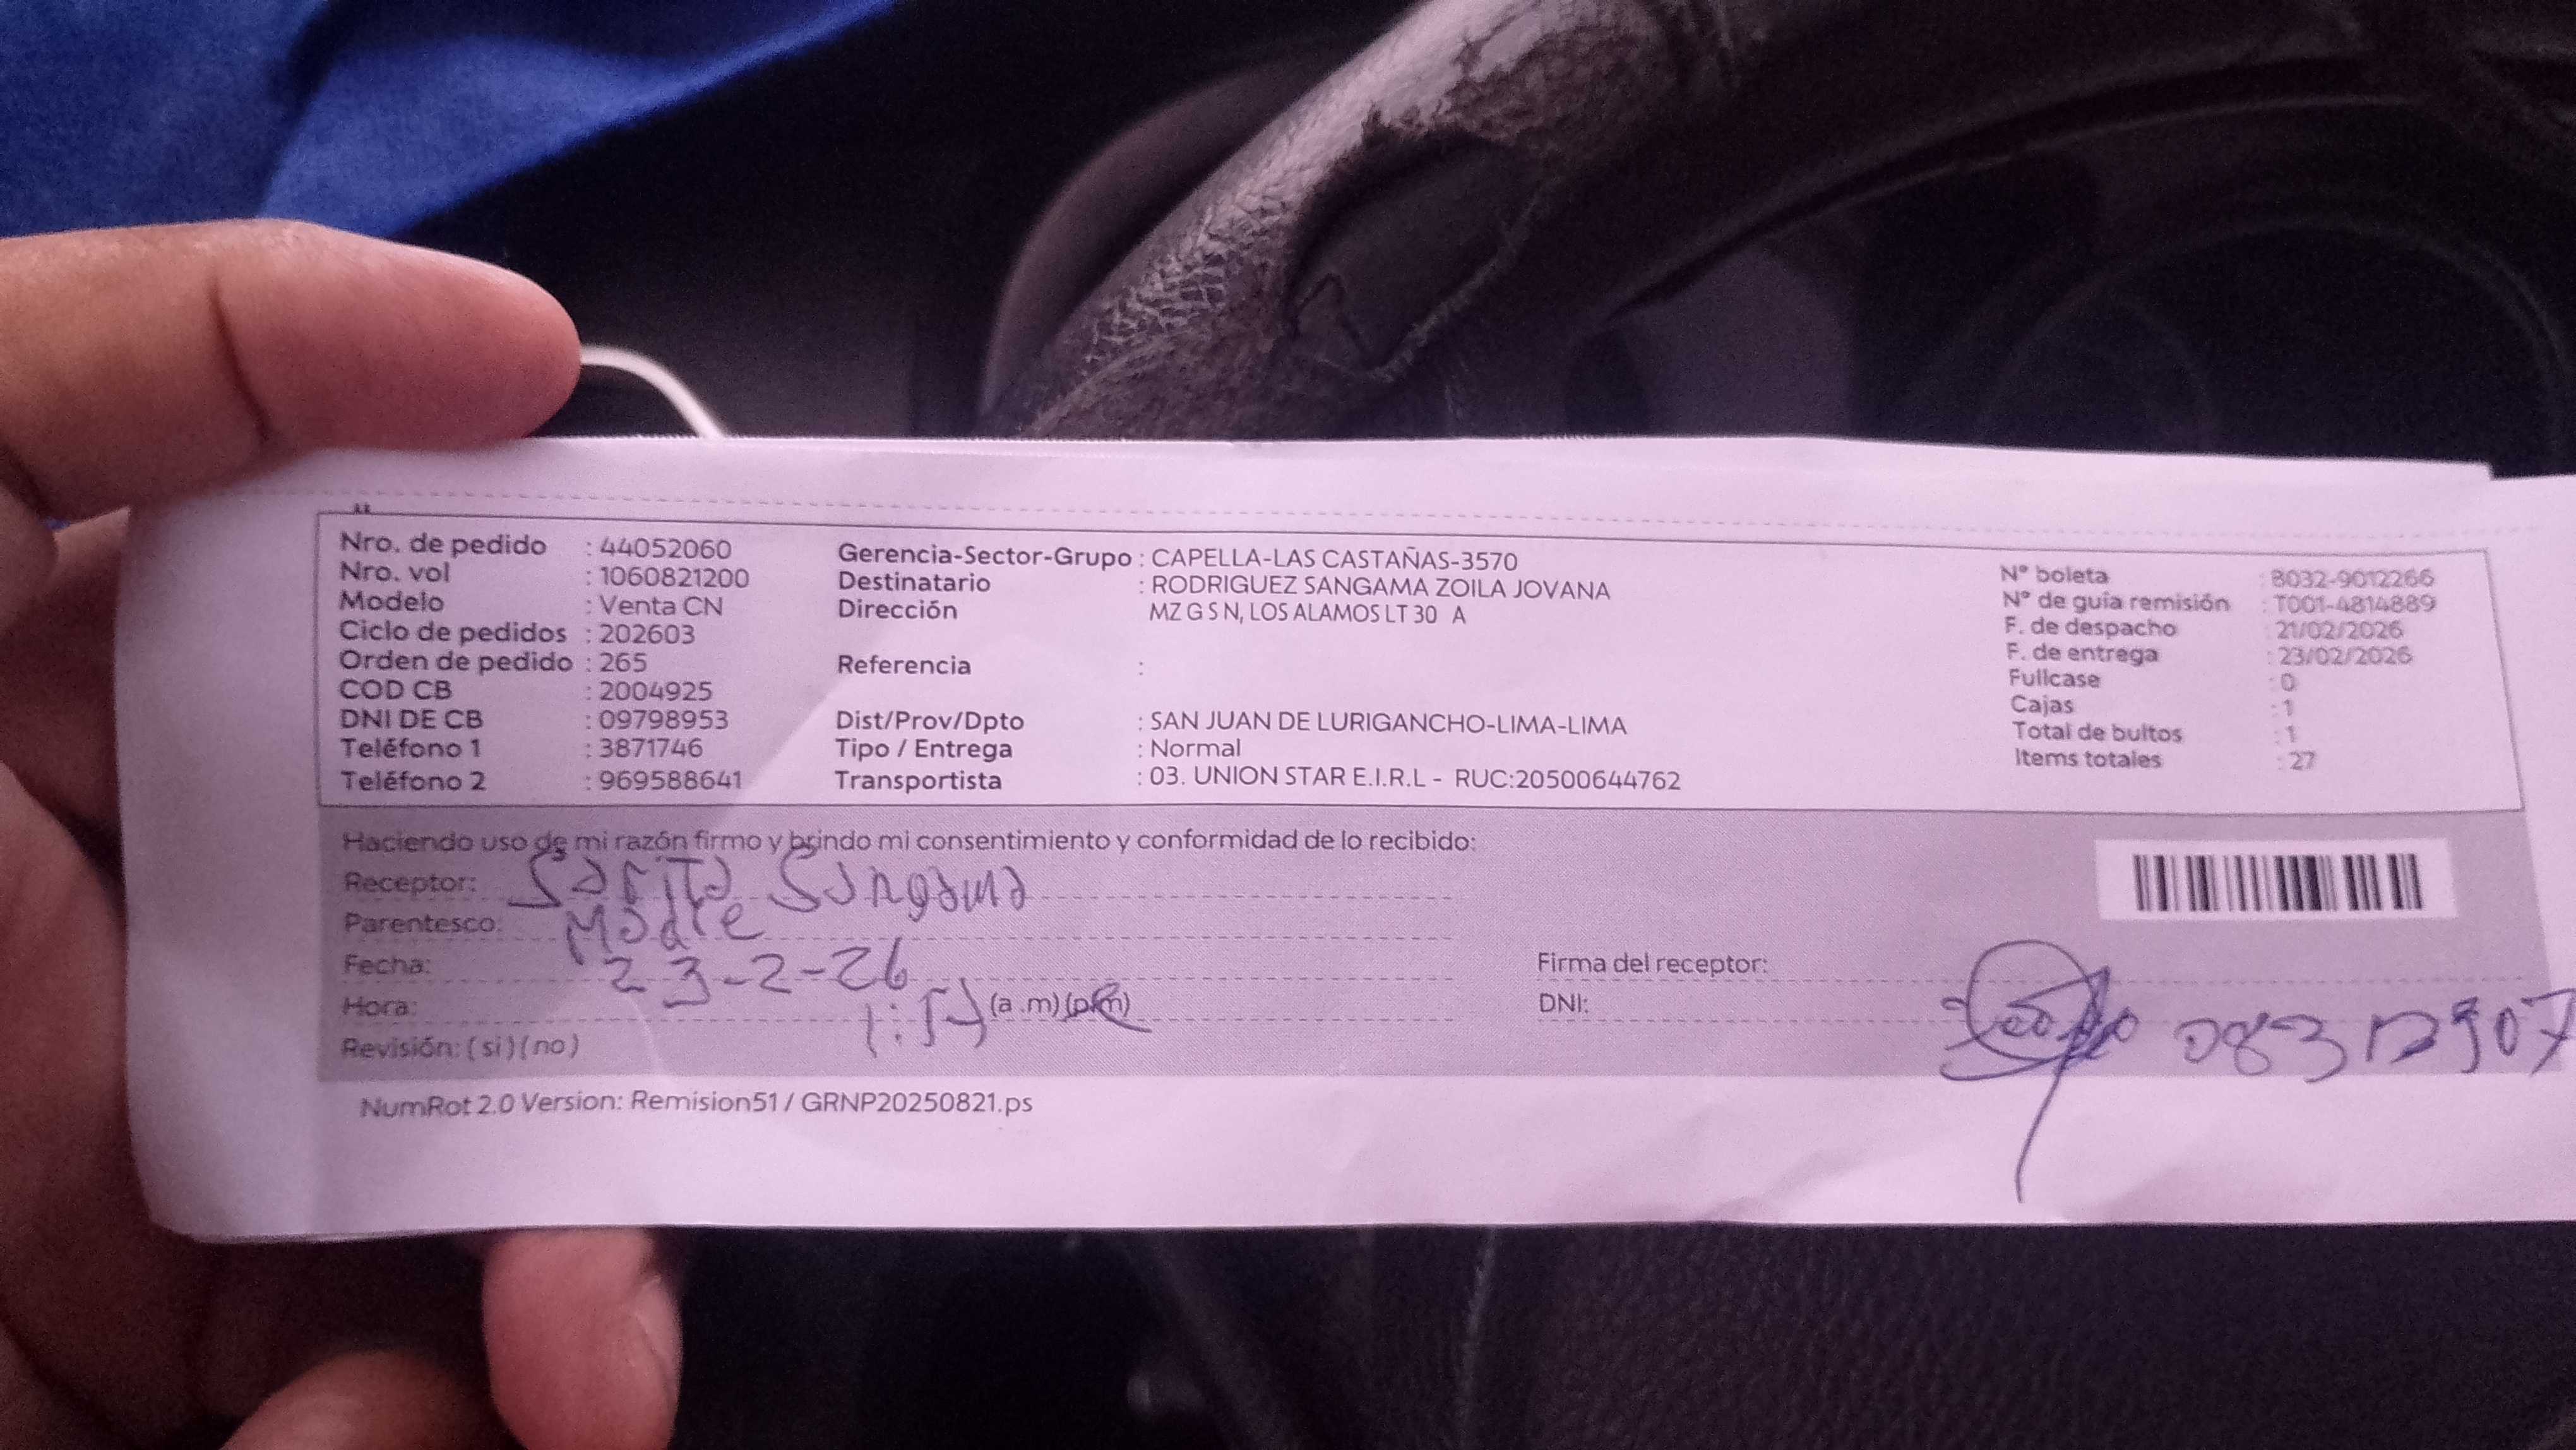 Nro. de pedido : 44052060
Nro. vol : 1060821200
Modelo : Venta CN
Ciclo de pedidos : 202603
Orden de pedido : 265
COD CB : 2004925
DNI DE CB : 09798953
Teléfono 1 : 3871746
Teléfono 2 : 969588641
Gerencia-Sector-Grupo : CAPELLA-LAS CASTAÑAS-3570
Destinatario : RODRIGUEZ SANGAMA ZOILA JOVANA
Dirección MZ G S N, LOS ALAMOS LT 30 A
Referencia :
Dist/Prov/Dpto : SAN JUAN DE LURIGANCHO-LIMA-LIMA
Tipo / Entrega : Normal
Transportista : 03. UNION STAR E.I.R.L - RUC:20500644762
N° boleta : B032-9012266
N° de guía remisión : T001-4814889
F. de despacho : 21/02/2026
F. de entrega : 23/02/2026
Fullcase : 0
Cajas : 1
Total de bultos : 1
Items totales : 27
Haciendo uso de mi razón firmo y brindo mi consentimiento y conformidad de lo recibido:
Receptor: Sarita Sangama
Parentesco: Madre
Fecha: 23-2-26
Hora: (a .m) (p.m)
Revisión: ( si ) ( no )
Firma del receptor:
DNI:
NumRot 2.0 Version: Remision51 / GRNP20250821.ps